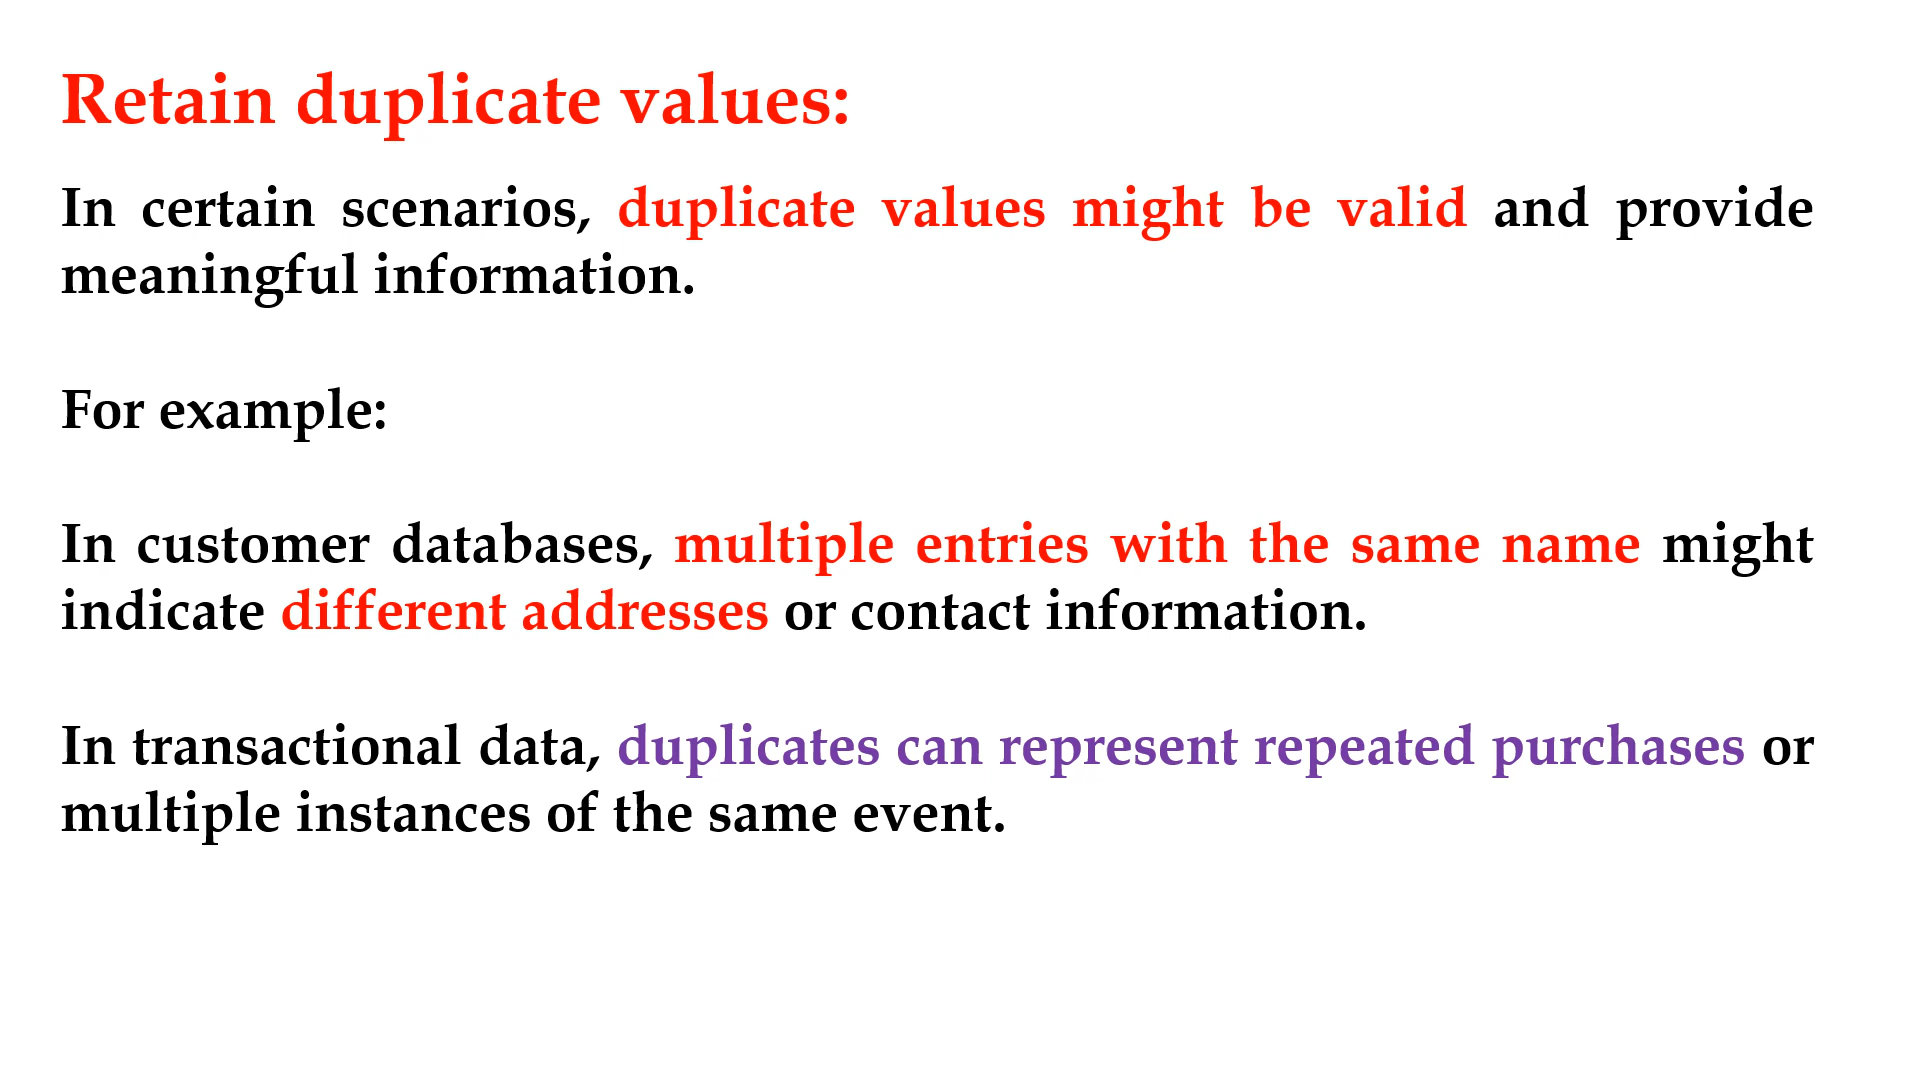 Retain duplicate values:
In certain scenarios, duplicate values might be valid and provide
meaningful information.
For example:
In customer databases, multiple entries with the same name might
indicate different addresses or contact information.
In transactional data, duplicates can represent repeated purchases or
multiple instances of the same event.